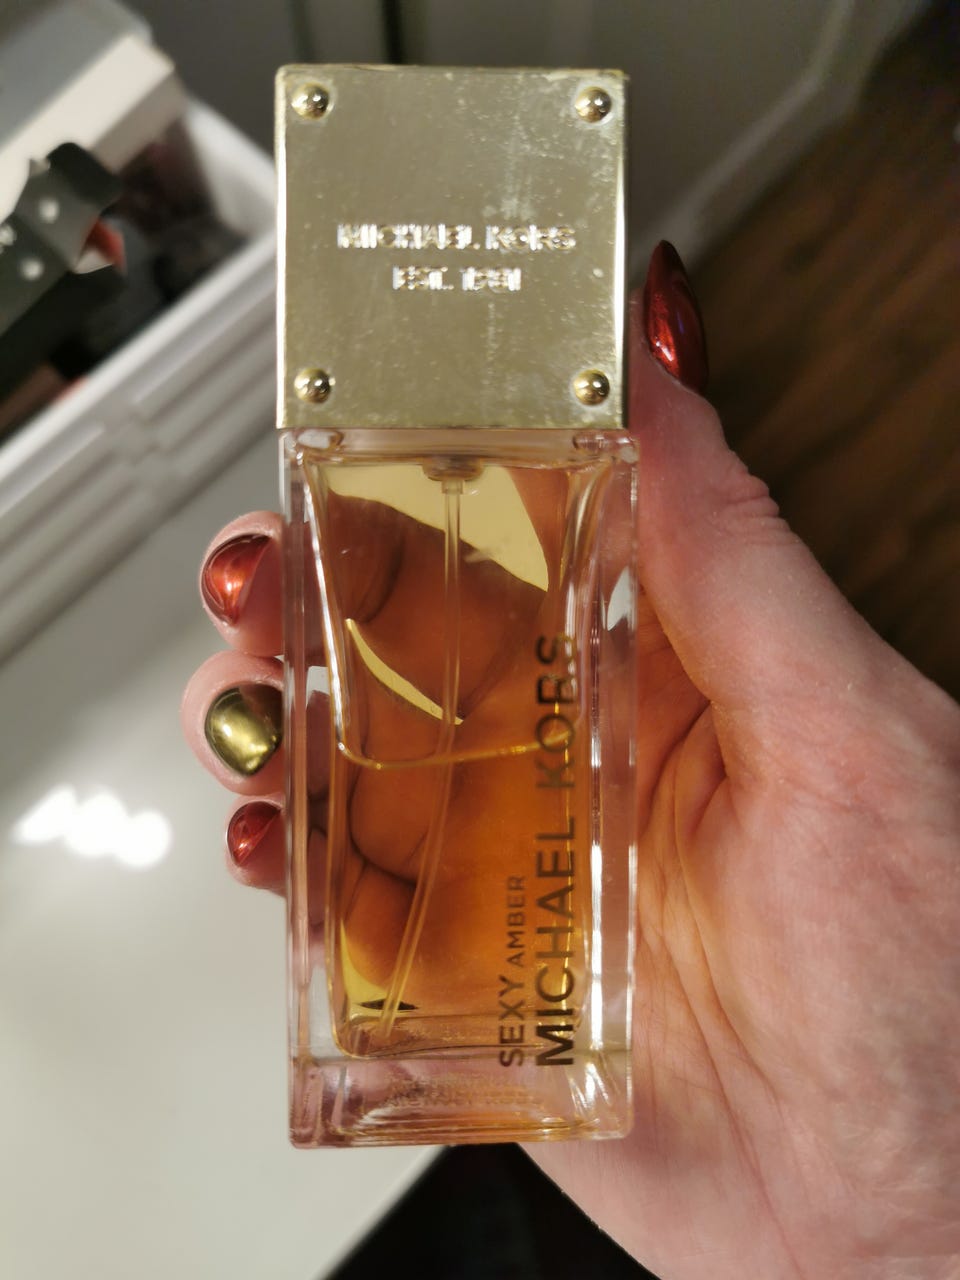 MICHAEL KORS
EST. 1981
SEXY AMBER
MICHAEL KORS